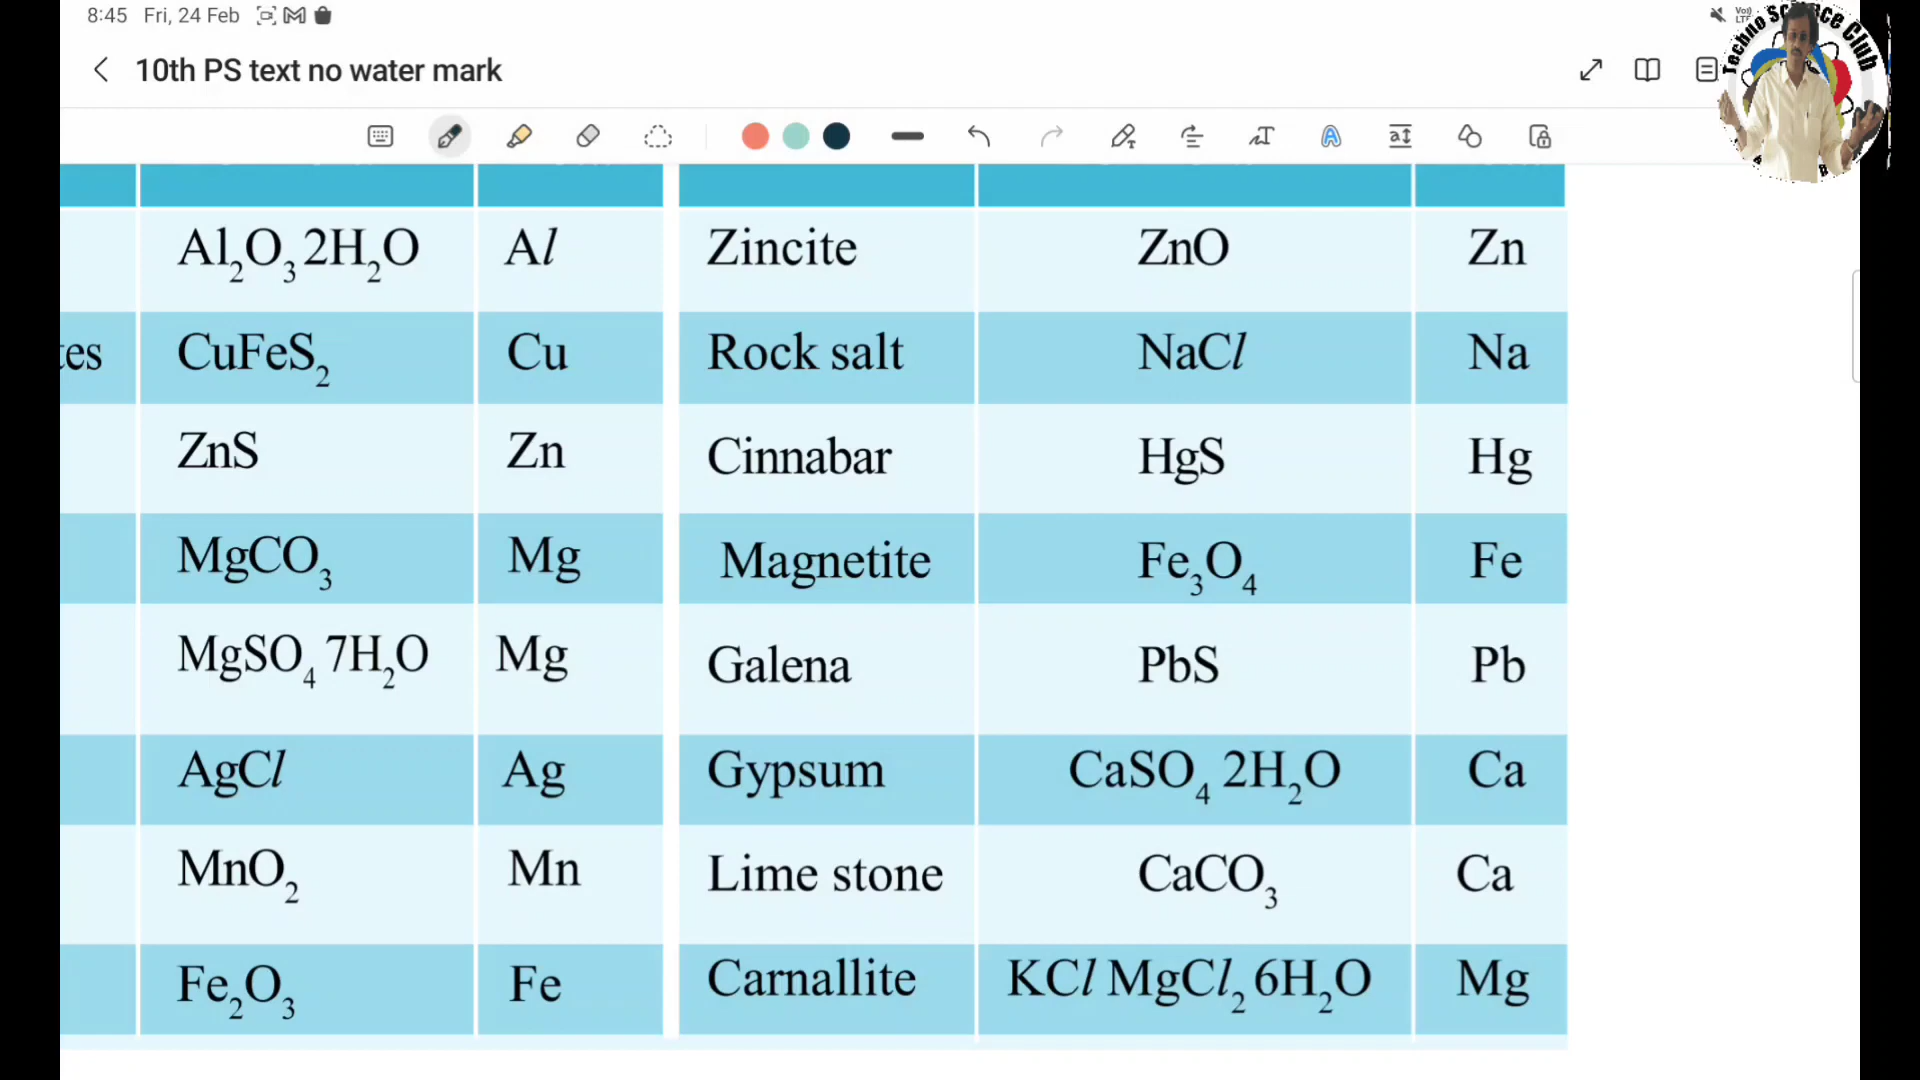 8:45 Fri, 24 Feb
10th PS text no water mark
Techno Science Club
Al₂O₃ 2H₂O Al Zincite ZnO Zn
tes CuFeS₂ Cu Rock salt NaCl Na
ZnS Zn Cinnabar HgS Hg
MgCO₃ Mg Magnetite Fe₃O₄ Fe
MgSO₄ 7H₂O Mg Galena PbS Pb
AgCl Ag Gypsum CaSO₄ 2H₂O Ca
MnO₂ Mn Lime stone CaCO₃ Ca
Fe₂O₃ Fe Carnallite KCl MgCl₂ 6H₂O Mg